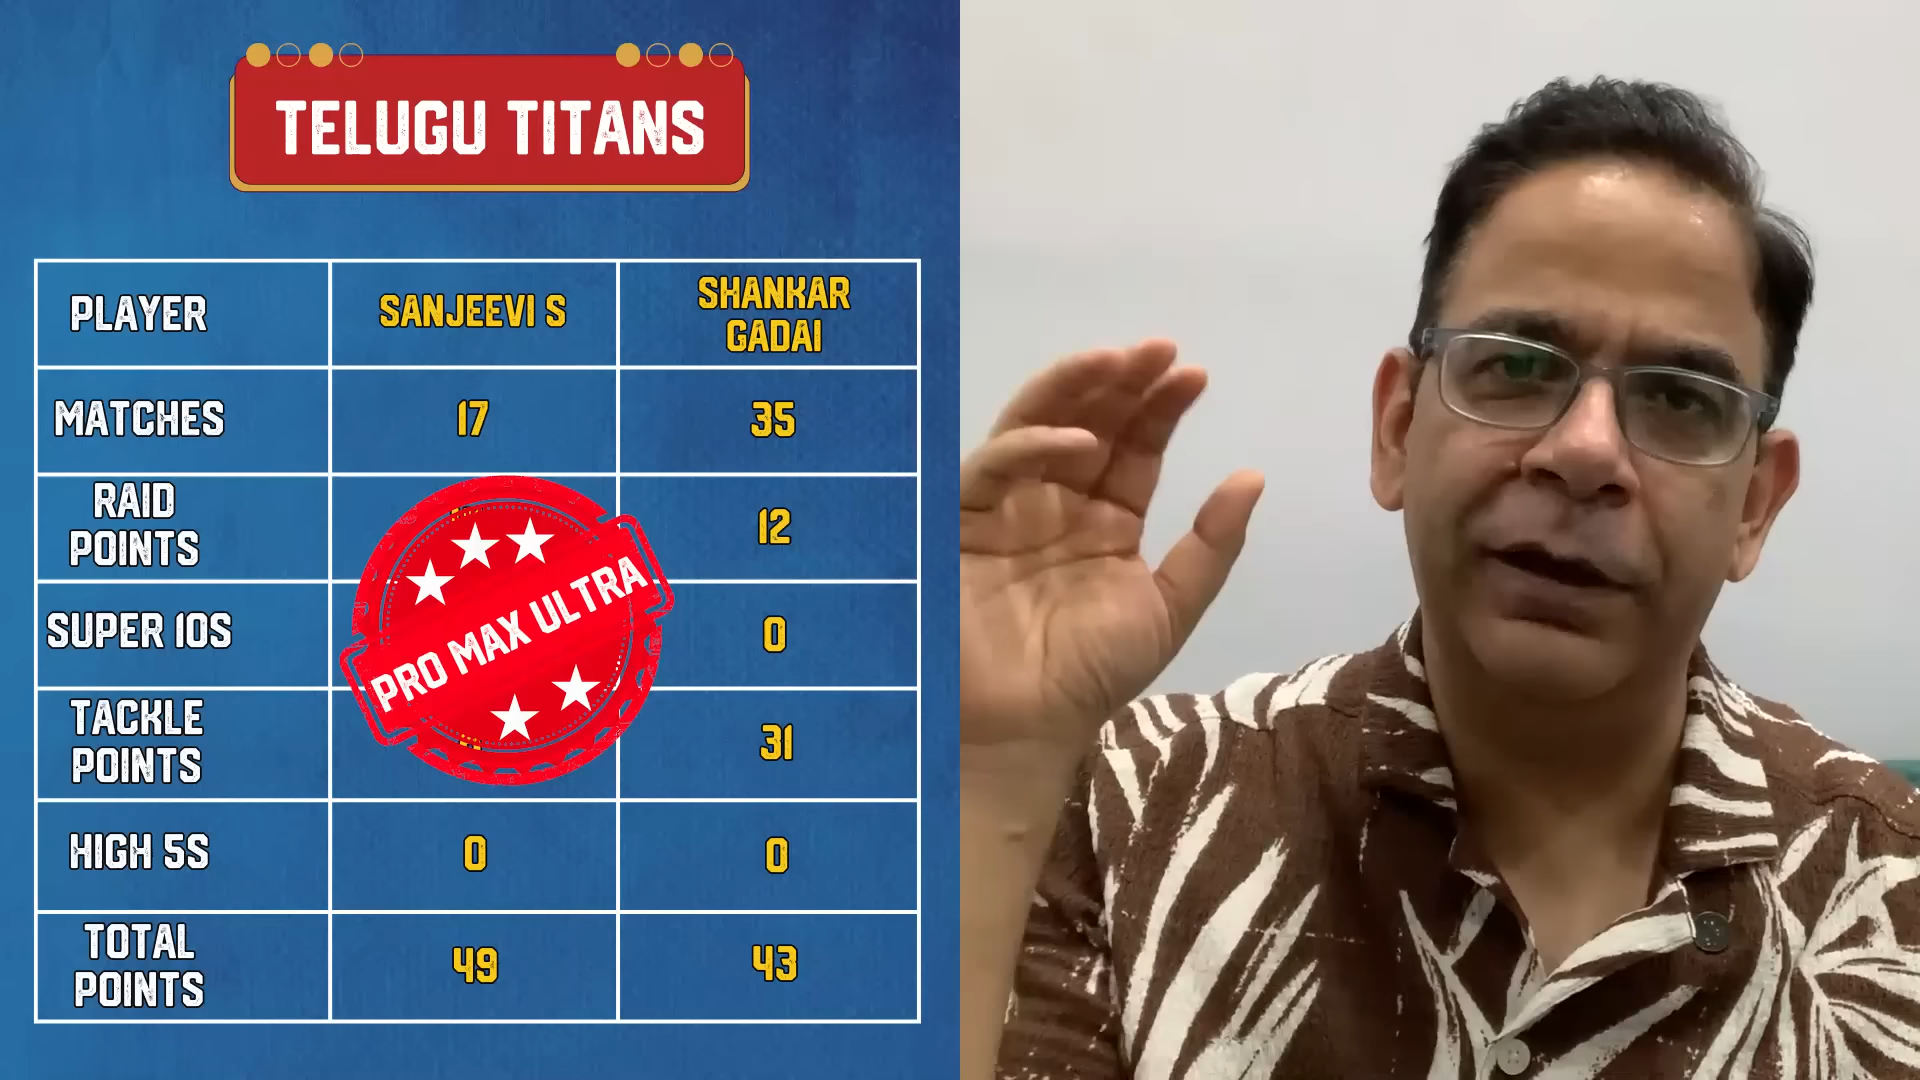 TELUGU TITANS
PLAYER
SANJEEVI S
SHANKAR
GADAI
MATCHES
17
35
RAID
POINTS
12
SUPER 10S
0
PRO MAX ULTRA
TACKLE
POINTS
31
HIGH 5S
0
0
TOTAL
POINTS
49
43